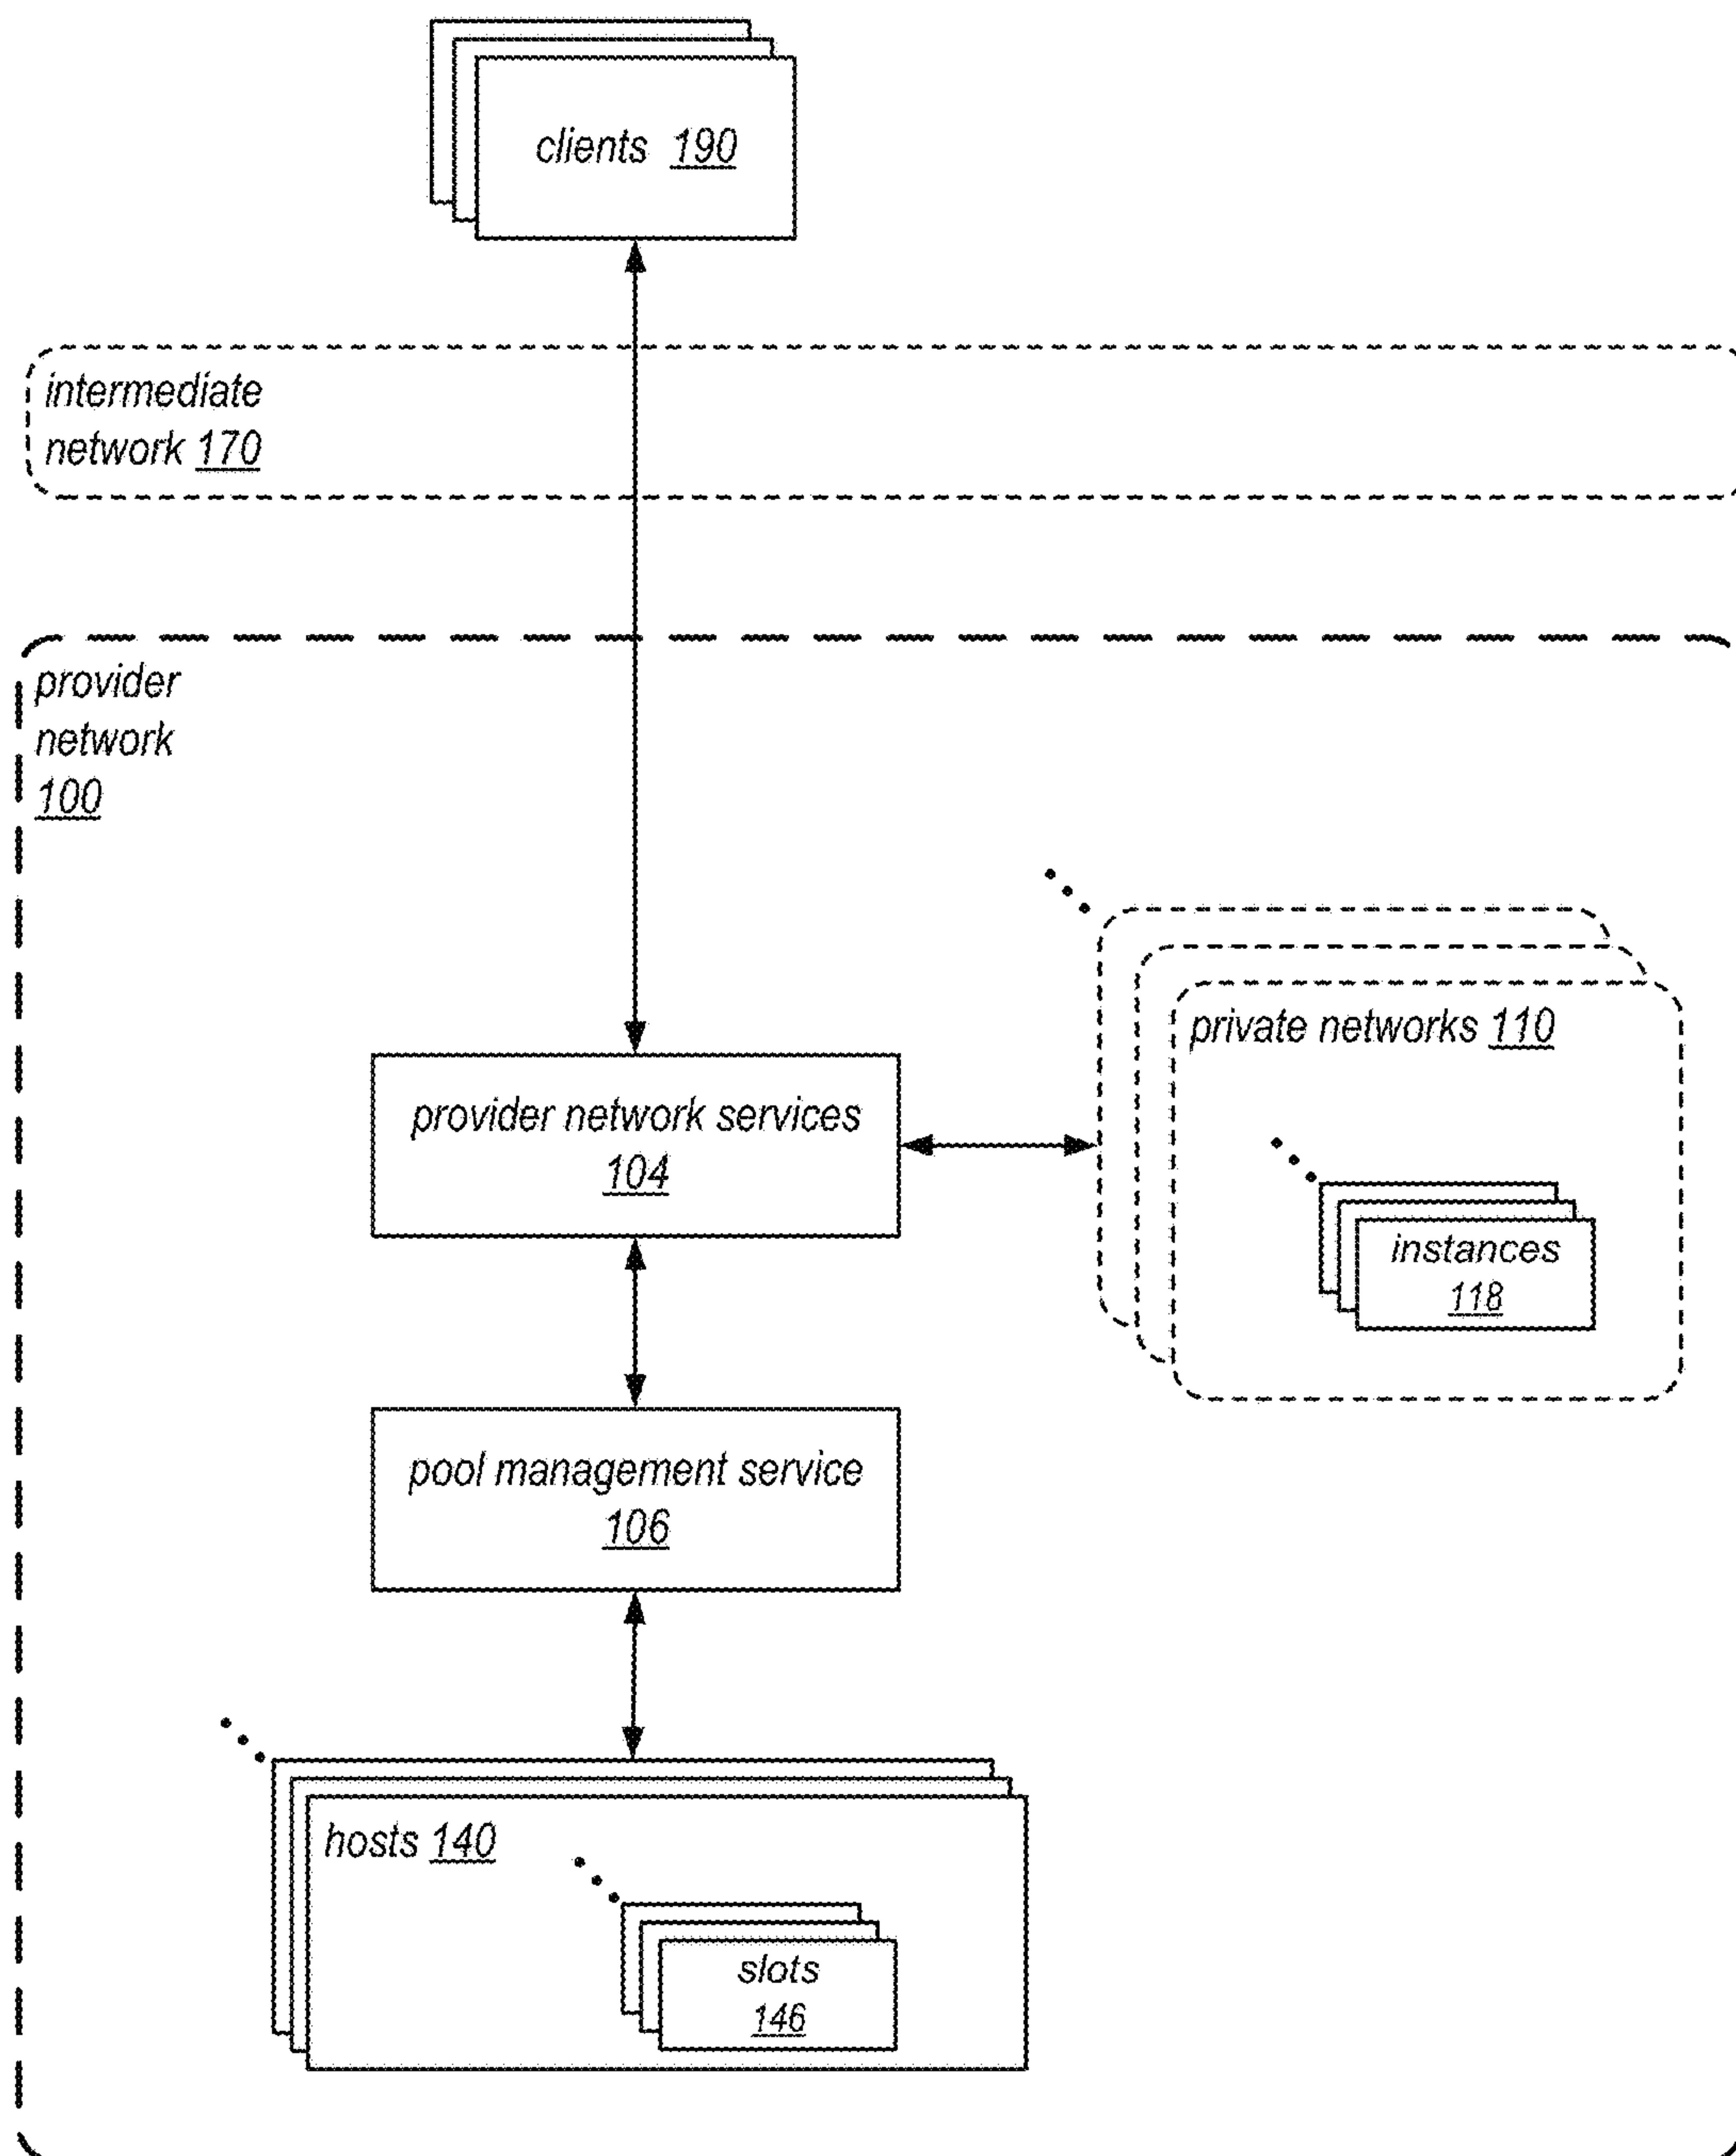 clients 190
intermediate
network 170
provider
network
100
private networks 110
provider network services
104
instances
118
pool management service
106
hosts 140
slots
146